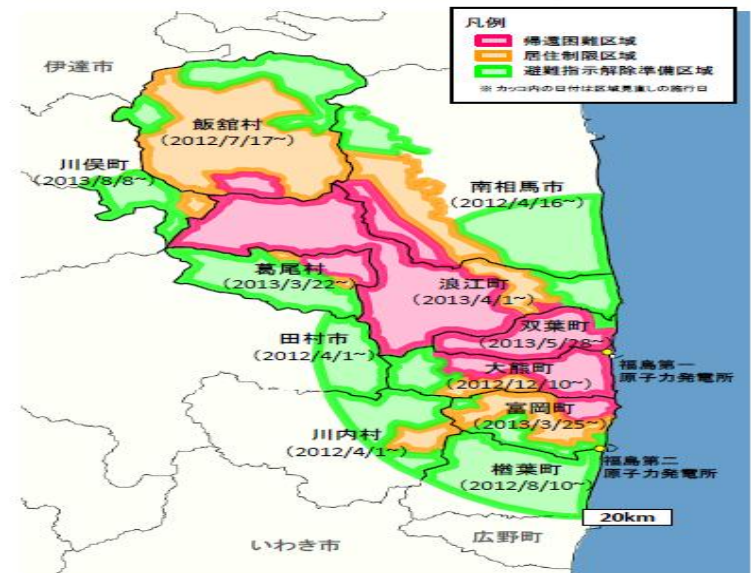 凡例
帰還困難区域
居住制限区域
避難指示解除準備区域
※ カッコ内の日付は区域見直しの施行日
伊達市
飯舘村
(2012/7/17~)
川俣町
(2013/8/8~)
南相馬市
(2012/4/16~)
葛尾村
(2013/3/22~)
浪江町
(2013/4/1~)
双葉町
(2013/5/28~)
田村市
(2012/4/1~)
大熊町
(2012/12/10~)
福島第一
原子力発電所
富岡町
(2013/3/25~)
川内村
(2012/4/1~)
福島第二
原子力発電所
楢葉町
(2012/8/10~)
20km
広野町
いわき市